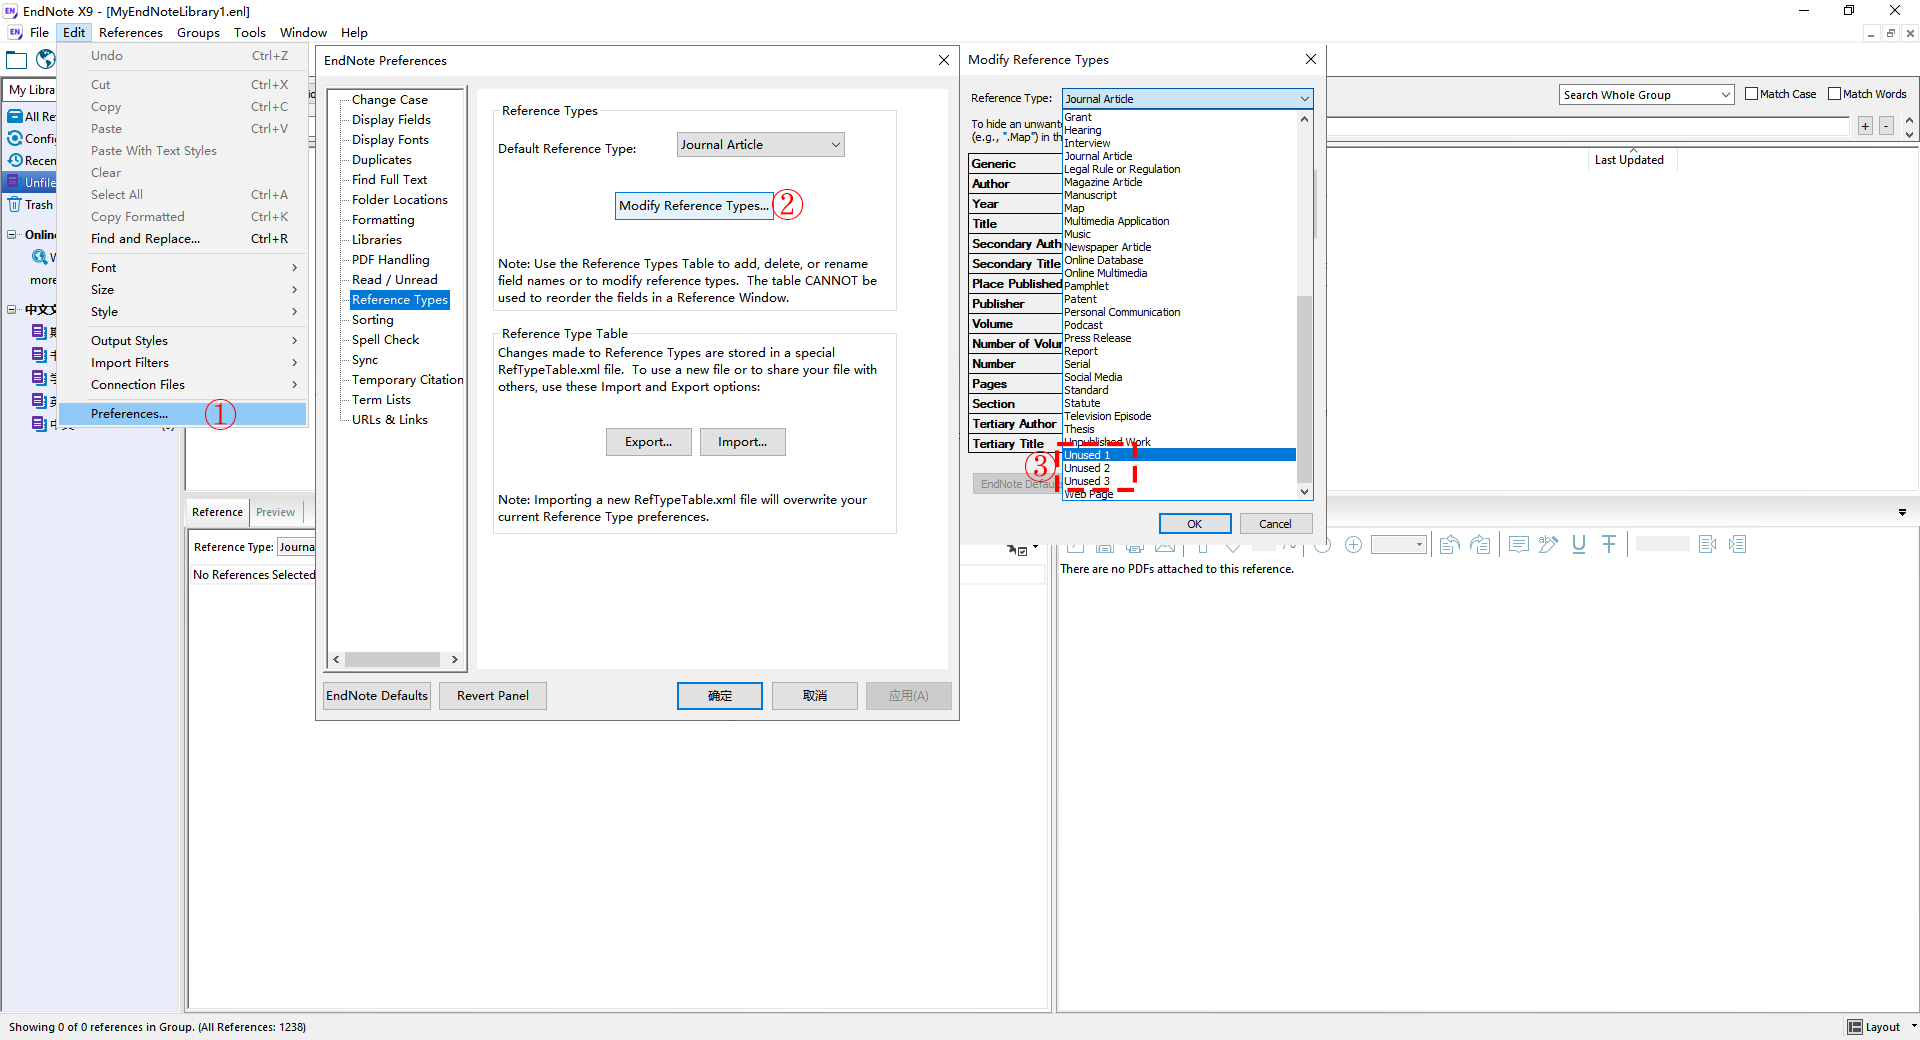 EndNote X9 - [MyEndNoteLibrary1.enl]
File Edit References Groups Tools Window Help
Undo Ctrl+Z
Cut Ctrl+X
Copy Ctrl+C
Paste Ctrl+V
Paste With Text Styles
Clear
Select All Ctrl+A
Copy Formatted Ctrl+K
Find and Replace... Ctrl+R
Font
Size
Style
Output Styles
Import Filters
Connection Files
Preferences... ①
My Libra
All Re
Config
Recen
Unfile
Trash
Online
more
中文文
EndNote Preferences
Change Case
Display Fields
Display Fonts
Duplicates
Find Full Text
Folder Locations
Formatting
Libraries
PDF Handling
Read / Unread
Reference Types
Sorting
Spell Check
Sync
Temporary Citation
Term Lists
URLs & Links
Reference Types
Default Reference Type: Journal Article
Modify Reference Types... ②
Note: Use the Reference Types Table to add, delete, or rename
field names or to modify reference types. The table CANNOT be
used to reorder the fields in a Reference Window.
Reference Type Table
Changes made to Reference Types are stored in a special
RefTypeTable.xml file. To use a new file or to share your file with
others, use these Import and Export options:
Export... Import...
Note: Importing a new RefTypeTable.xml file will overwrite your
current Reference Type preferences.
EndNote Defaults Revert Panel 确定 取消 应用(A)
Modify Reference Types
Reference Type: Journal Article
To hide an unwant
(e.g., ".Map") in th
Generic
Author
Year
Title
Secondary Auth
Secondary Title
Place Published
Publisher
Volume
Number of Volur
Number
Pages
Section
Tertiary Author
Tertiary Title
EndNote Defau
Grant
Hearing
Interview
Journal Article
Legal Rule or Regulation
Magazine Article
Manuscript
Map
Multimedia Application
Music
Newspaper Article
Online Database
Online Multimedia
Pamphlet
Patent
Personal Communication
Podcast
Press Release
Report
Serial
Social Media
Standard
Statute
Television Episode
Thesis
Unpublished Work
③ Unused 1
Unused 2
Unused 3
Web Page
OK Cancel
Search Whole Group Match Case Match Words
+ -
Last Updated
Reference Preview
Reference Type: Journa
No References Selected
There are no PDFs attached to this reference.
Showing 0 of 0 references in Group. (All References: 1238)
Layout